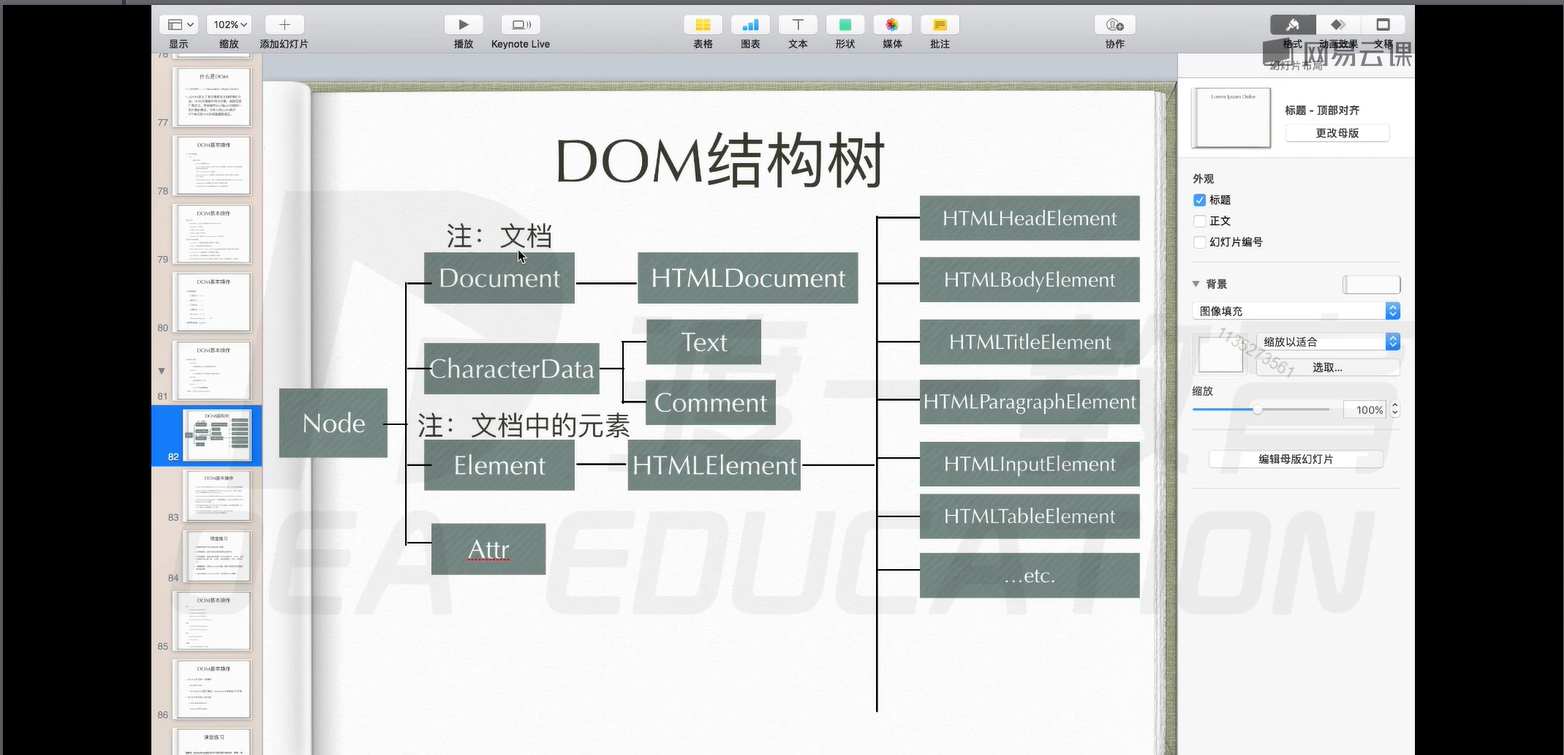 102%
显示
缩放
添加幻灯片
播放
Keynote Live
表格
图表
文本
形状
媒体
批注
协作
格式
动画效果
文稿
网易云课
幻灯片布局
76
什么是DOM
77
DOM基本操作
78
DOM基本操作
79
DOM基本操作
80
DOM基本操作
81
DOM结构树
82
DOM基本操作
83
课堂练习
84
DOM基本操作
85
DOM基本操作
86
课堂练习
DOM结构树
注：文档
Document
HTMLDocument
CharacterData
Text
Comment
Node
注：文档中的元素
Element
HTMLElement
Attr
HTMLHeadElement
HTMLBodyElement
HTMLTitleElement
HTMLParagraphElement
HTMLInputElement
HTMLTableElement
…etc.
EDUCATION
Lorem Ipsum Dolor
标题 - 顶部对齐
更改母版
外观
标题
正文
幻灯片编号
背景
图像填充
缩放以适合
选取...
1135273561
缩放
100%
编辑母版幻灯片